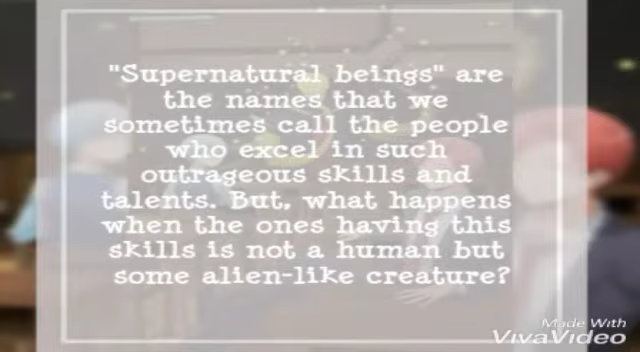 "Supernatural beings" are
the names that we
sometimes call the people
who excel in such
outrageous skills and
talents. But, what happens
when the ones having this
skills is not a human but
some alien-like creature?
Made With
VivaVideo